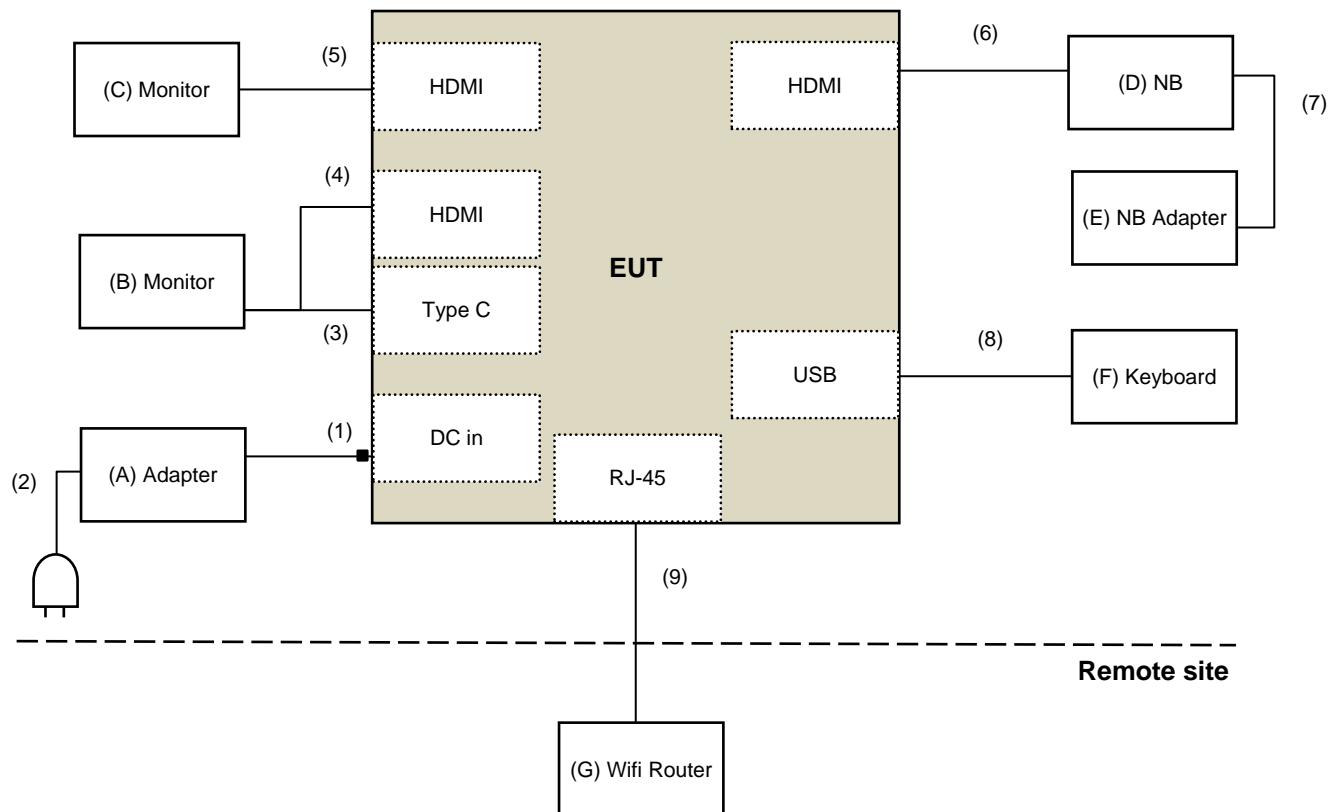 (5)
(6)
(C) Monitor
HDMI
HDMI
(D) NB
(7)
(4)
HDMI
(E) NB Adapter
(B) Monitor
EUT
Type C
(3)
(8)
USB
(F) Keyboard
(1)
DC in
(2)
(A) Adapter
RJ-45
(9)
Remote site
(G) Wifi Router